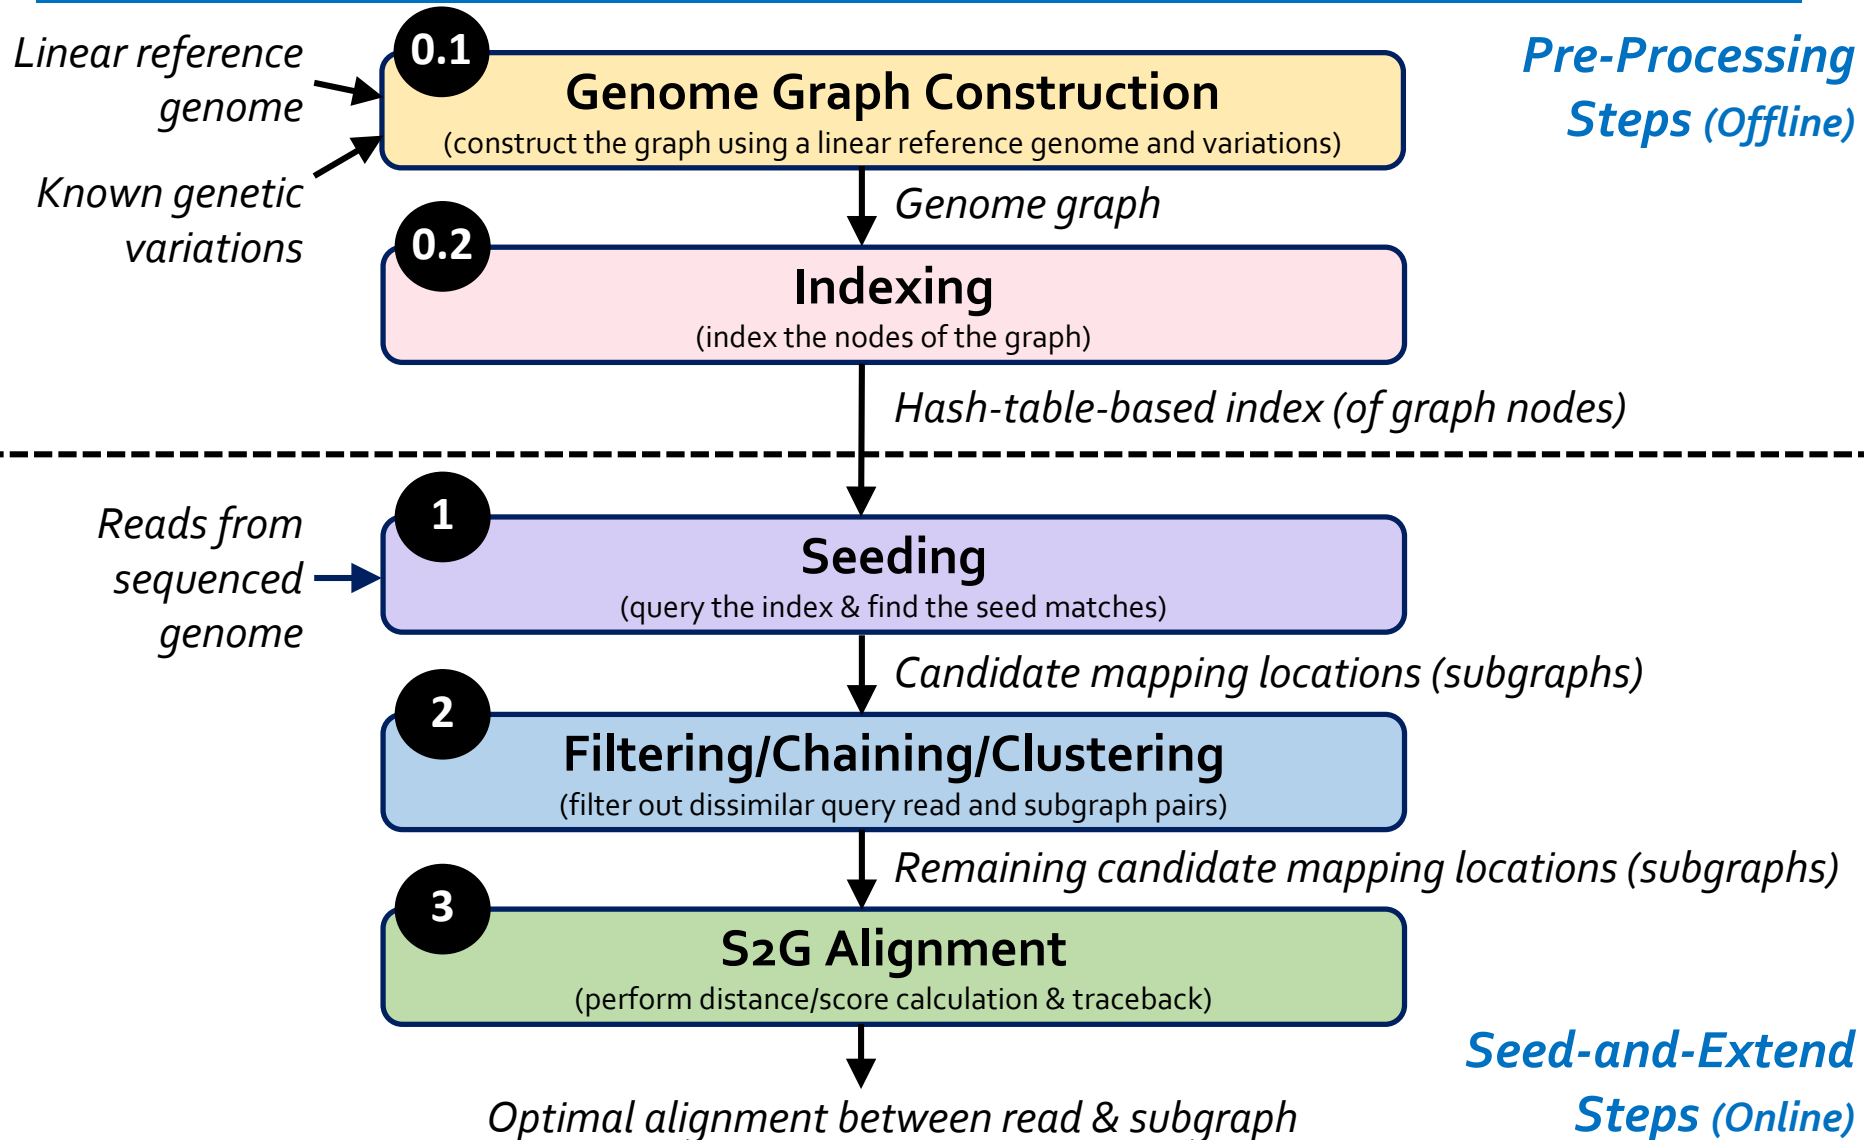 Linear reference
genome
Known genetic
variations
0.1
Genome Graph Construction
(construct the graph using a linear reference genome and variations)
Pre-Processing
Steps (Offline)
Genome graph
0.2
Indexing
(index the nodes of the graph)
Hash-table-based index (of graph nodes)
Reads from
sequenced
genome
1
Seeding
(query the index & find the seed matches)
Candidate mapping locations (subgraphs)
2
Filtering/Chaining/Clustering
(filter out dissimilar query read and subgraph pairs)
Remaining candidate mapping locations (subgraphs)
3
S2G Alignment
(perform distance/score calculation & traceback)
Optimal alignment between read & subgraph
Seed-and-Extend
Steps (Online)